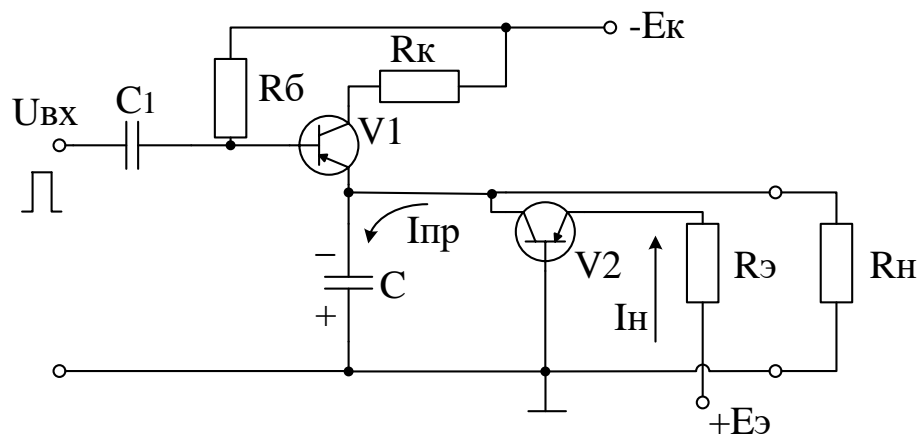 -Eк
Rк
Rб
Uвх
C1
V1
Iпр
V2
Rэ
Rн
−
C
+
Iн
+Eэ